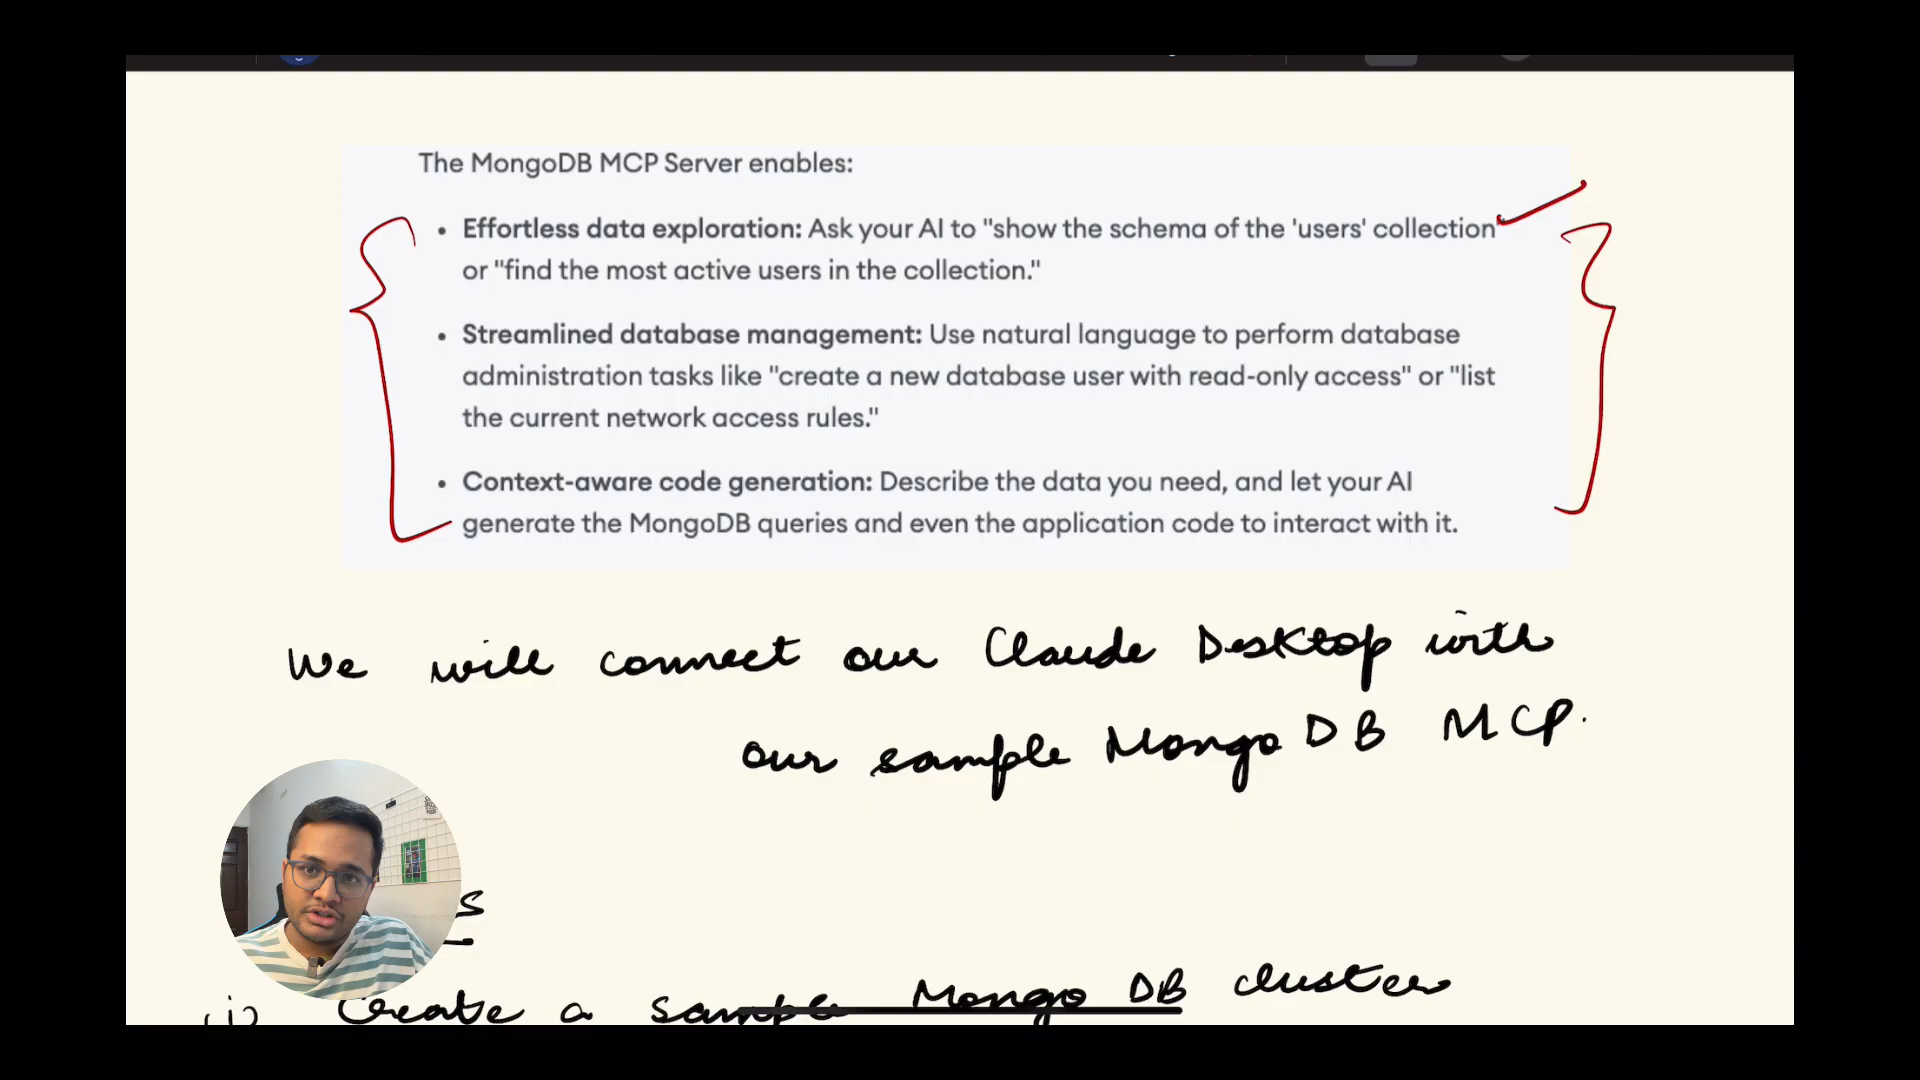 The MongoDB MCP Server enables:
• Effortless data exploration: Ask your AI to "show the schema of the 'users' collection"
or "find the most active users in the collection."
• Streamlined database management: Use natural language to perform database
administration tasks like "create a new database user with read-only access" or "list
the current network access rules."
• Context-aware code generation: Describe the data you need, and let your AI
generate the MongoDB queries and even the application code to interact with it.
We will connect our Claude Desktop with
our sample Mongo DB MCP.
(i) Create a sample Mongo DB cluster